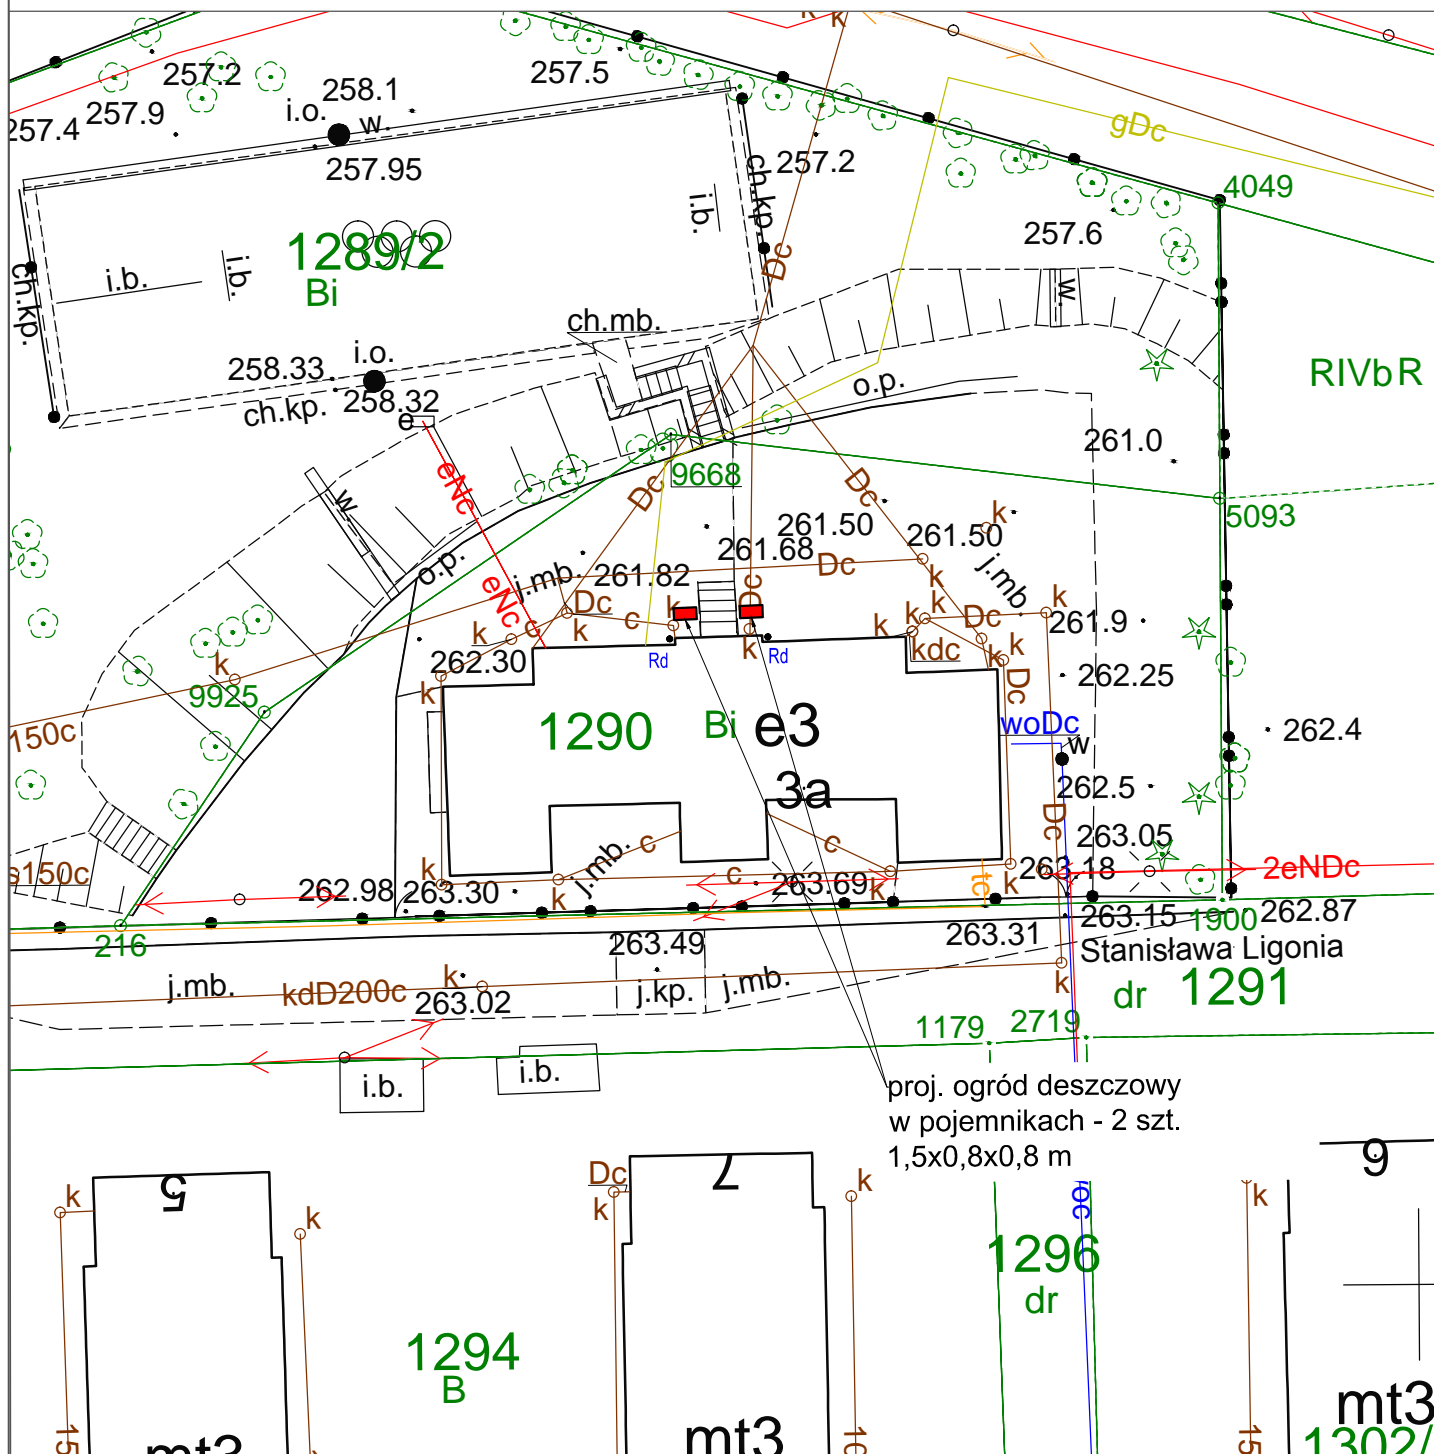 k
k
257.2
258.1
257.5
i.o.
w.
257.9
257.4
257.95
gDc
257.2
ch.kp.
4049
i.b.
257.6
Dc
1289/2
Bi
i.b.
i.b.
ch.kp.
w.
ch.mb.
i.o.
258.33
ch.kp.
258.32
o.p.
RIVbR
e
261.0
eNc
9668
Dc
Dc
w.
261.50
261.50
k
5093
261.68
o.p.
j.mb.
261.82
Dc
j.mb.
eNc
Dc
k
Dc
k
k
c
c
k
k
k
Dc
k
261.9
k
k
kdc
k
k
262.30
Rd
Rd
k
Dc
262.25
9925
k
150c
1290
Bi
e3
woDc
w
262.4
3a
262.5
Dc
263.05
j.mb.
c
s150c
k
c
263.18
2eNDc
262.98
263.30
k
263.69
k
te
k
263.15
1900
262.87
216
263.49
263.31
Stanisława Ligonia
j.mb.
kdD200c
k
263.02
j.kp.
j.mb.
k
dr
1291
1179
2719
i.b.
i.b.
proj. ogród deszczowy
w pojemnikach - 2 szt.
1,5x0,8x0,8 m
5
7
9
Dc
k
k
k
k
k
1296
dr
1294
B
mt3
mt3
mt3
1302/